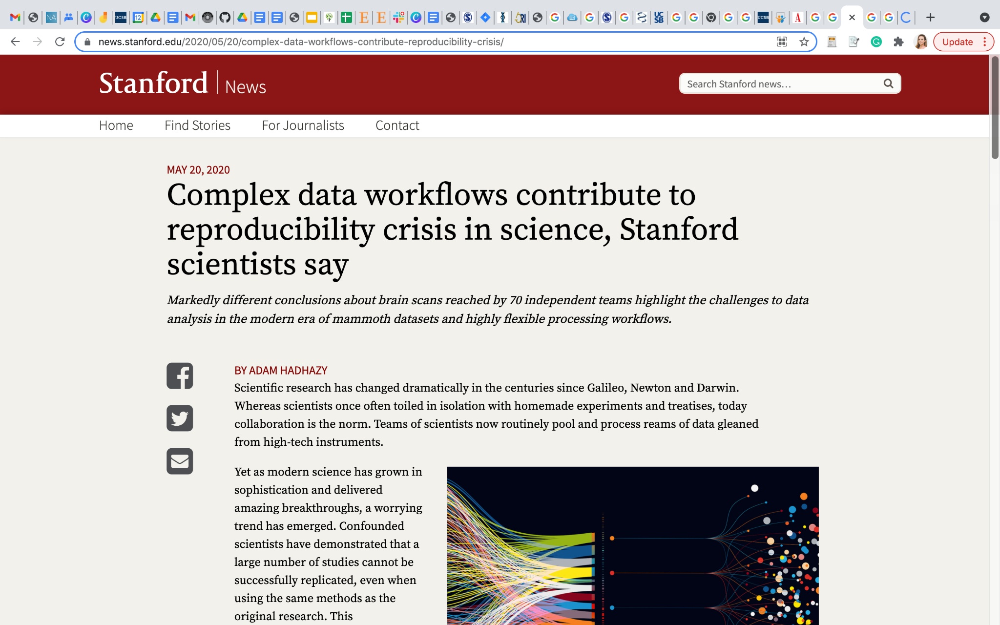 NA
UCSB
12
E
E
RI
UC
SB
UCSB
A
news.stanford.edu/2020/05/20/complex-data-workflows-contribute-reproducibility-crisis/
Update
Stanford News
Search Stanford news…
Home Find Stories For Journalists Contact
MAY 20, 2020
Complex data workflows contribute to
reproducibility crisis in science, Stanford
scientists say
Markedly different conclusions about brain scans reached by 70 independent teams highlight the challenges to data
analysis in the modern era of mammoth datasets and highly flexible processing workflows.
BY ADAM HADHAZY
Scientific research has changed dramatically in the centuries since Galileo, Newton and Darwin.
Whereas scientists once often toiled in isolation with homemade experiments and treatises, today
collaboration is the norm. Teams of scientists now routinely pool and process reams of data gleaned
from high-tech instruments.
Yet as modern science has grown in
sophistication and delivered
amazing breakthroughs, a worrying
trend has emerged. Confounded
scientists have demonstrated that a
large number of studies cannot be
successfully replicated, even when
using the same methods as the
original research. This